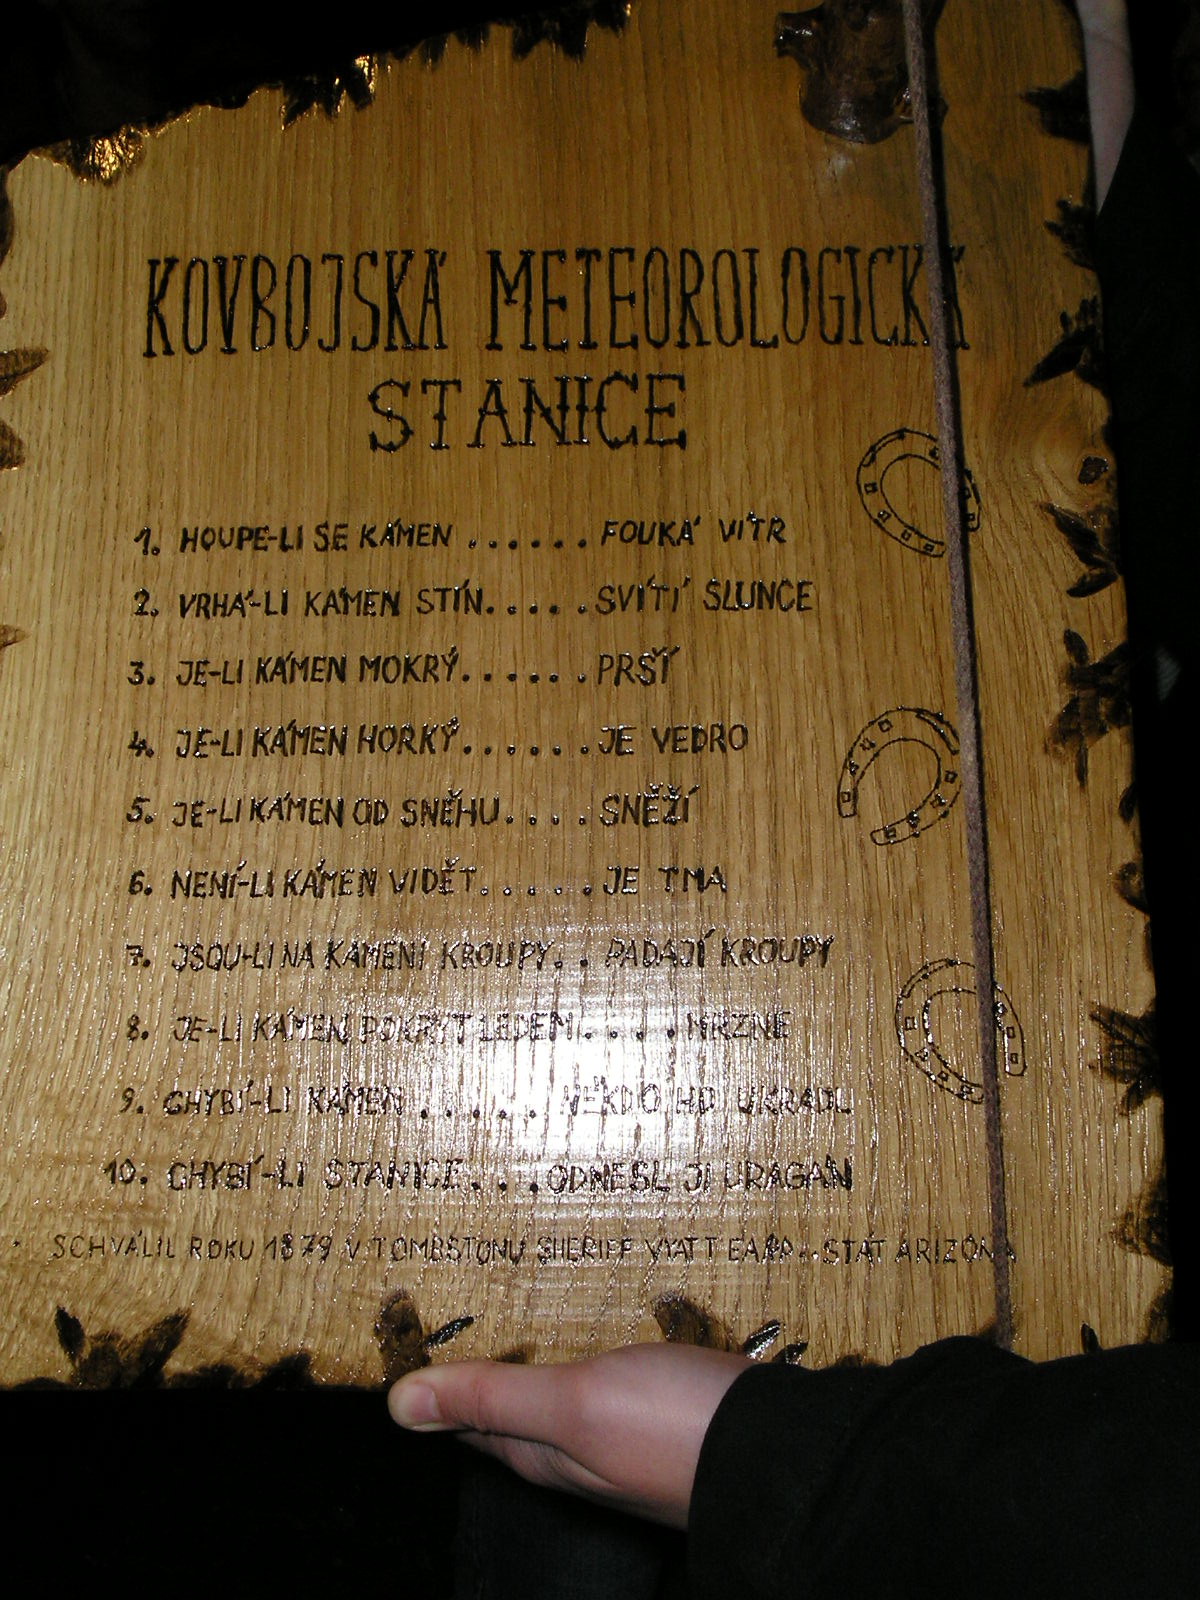 KOVBOJSKÁ METEOROLOGICKÁ
STANICE
1. HOUPE-LI SE KÁMEN ...... FOUKÁ VÍTR
2. VRHÁ-LI KÁMEN STÍN..... SVÍTÍ SLUNCE
3. JE-LI KÁMEN MOKRÝ...... PRŠÍ
4. JE-LI KÁMEN HORKÝ...... JE VEDRO
5. JE-LI KÁMEN OD SNĚHU.... SNĚŽÍ
6. NENÍ-LI KÁMEN VIDĚT..... JE TMA
7. JSOU-LI NA KAMENI KROUPY.. PADAJÍ KROUPY
8. JE-LI KÁMEN POKRYT LEDEM.... MRZNE
9. CHYBÍ-LI KÁMEN ..... NĚKDO HO UKRADL
10. CHYBÍ-LI STANICE.... ODNESL JI URAGÁN
SCHVÁLIL ROKU 1879 V TOMBSTONU SHERIFF VYATT EARP.. STÁT ARIZONA